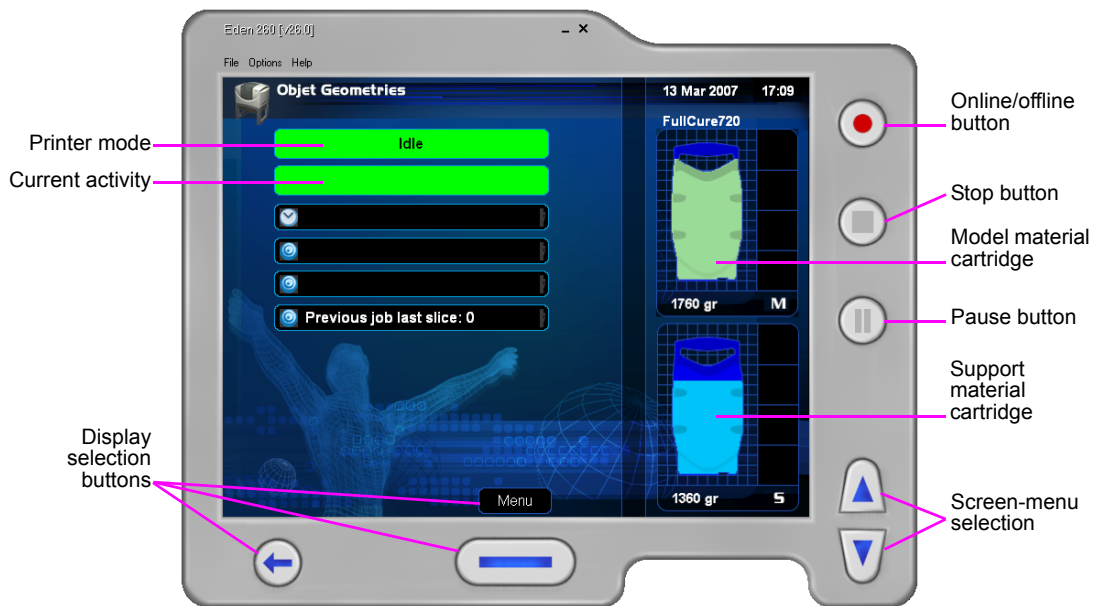 Eden 260 [v26.0]
File Options Help
Objet Geometries
13 Mar 2007 17:09
FullCure720
Idle
Previous job last slice: 0
1760 gr M
1360 gr S
Menu
Printer mode
Current activity
Display
selection
buttons
Online/offline
button
Stop button
Model material
cartridge
Pause button
Support
material
cartridge
Screen-menu
selection